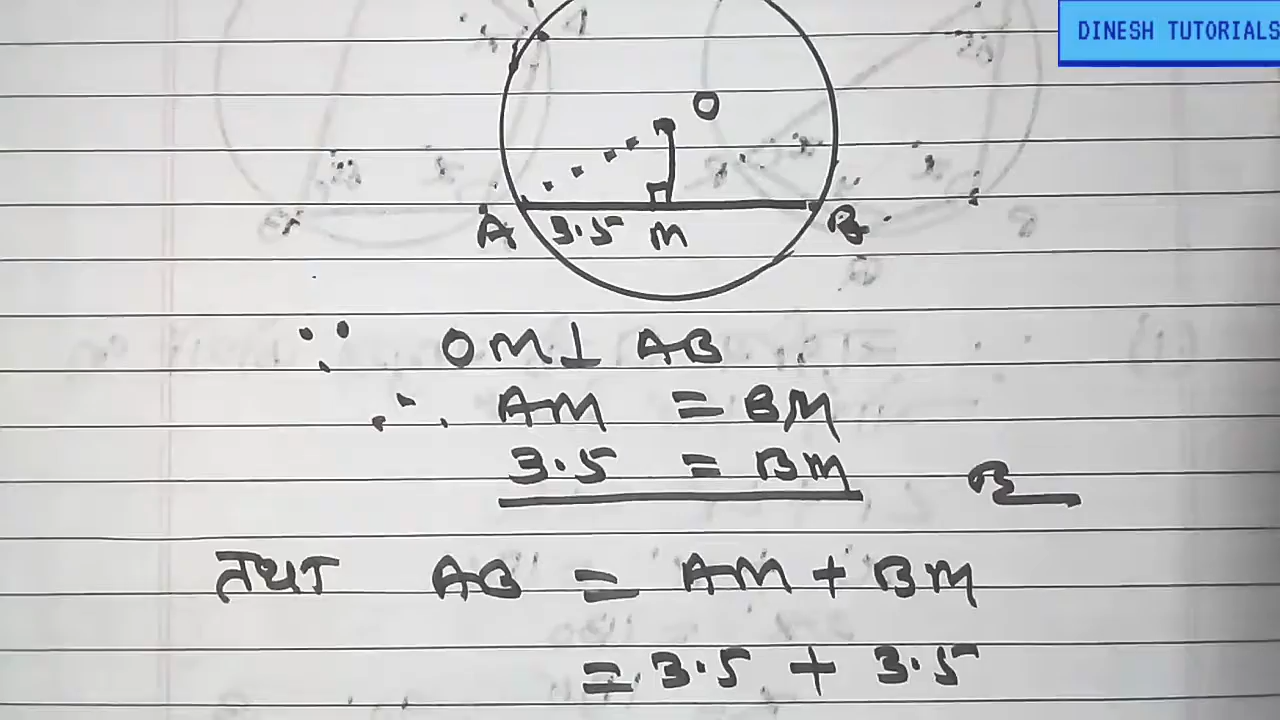 DINESH TUTORIALS
O
A 3.5 M B
∵ OM⊥ AB
∴ AM = BM
3.5 = BM
B
तथा AB = AM + BM
= 3.5 + 3.5